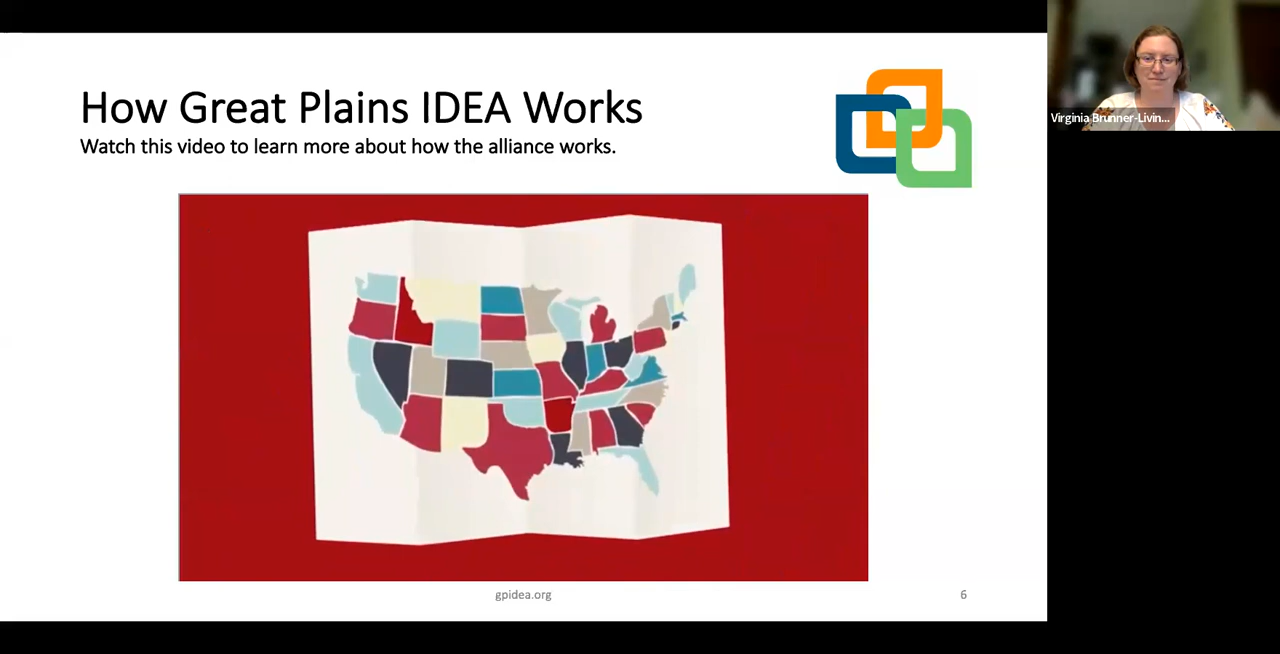 How Great Plains IDEA Works
Watch this video to learn more about how the alliance works.
Virginia Brunner-Livin...
gpidea.org
6